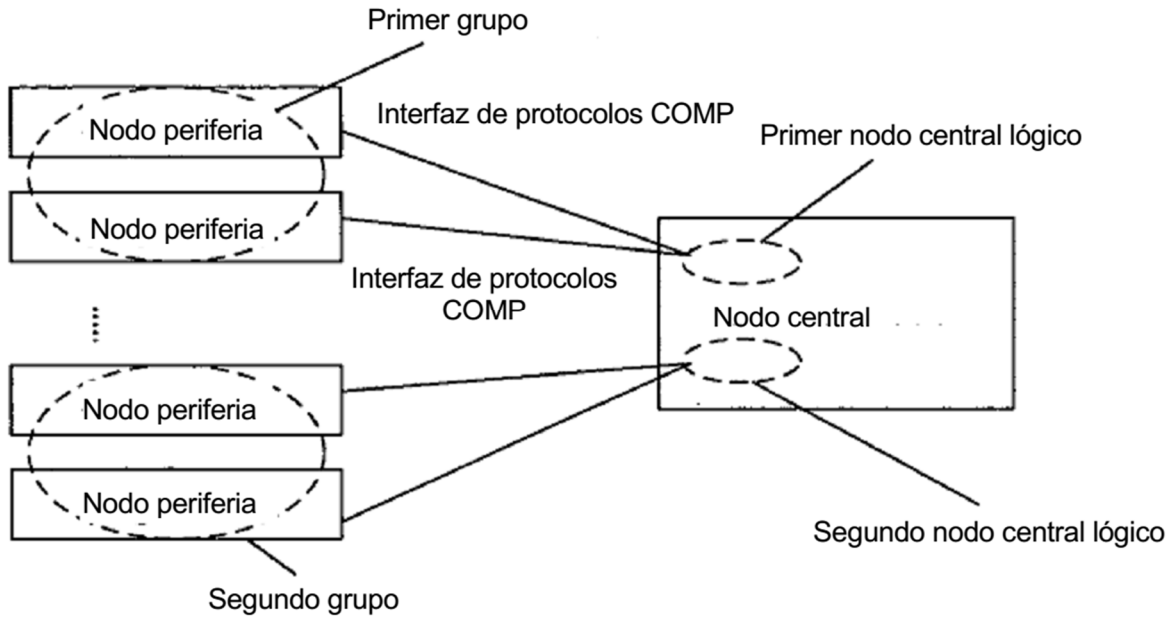 Primer grupo
Nodo periferia
Interfaz de protocolos COMP
Primer nodo central lógico
Nodo periferia
Interfaz de protocolos
COMP
Nodo central
Nodo periferia
Nodo periferia
Segundo nodo central lógico
Segundo grupo